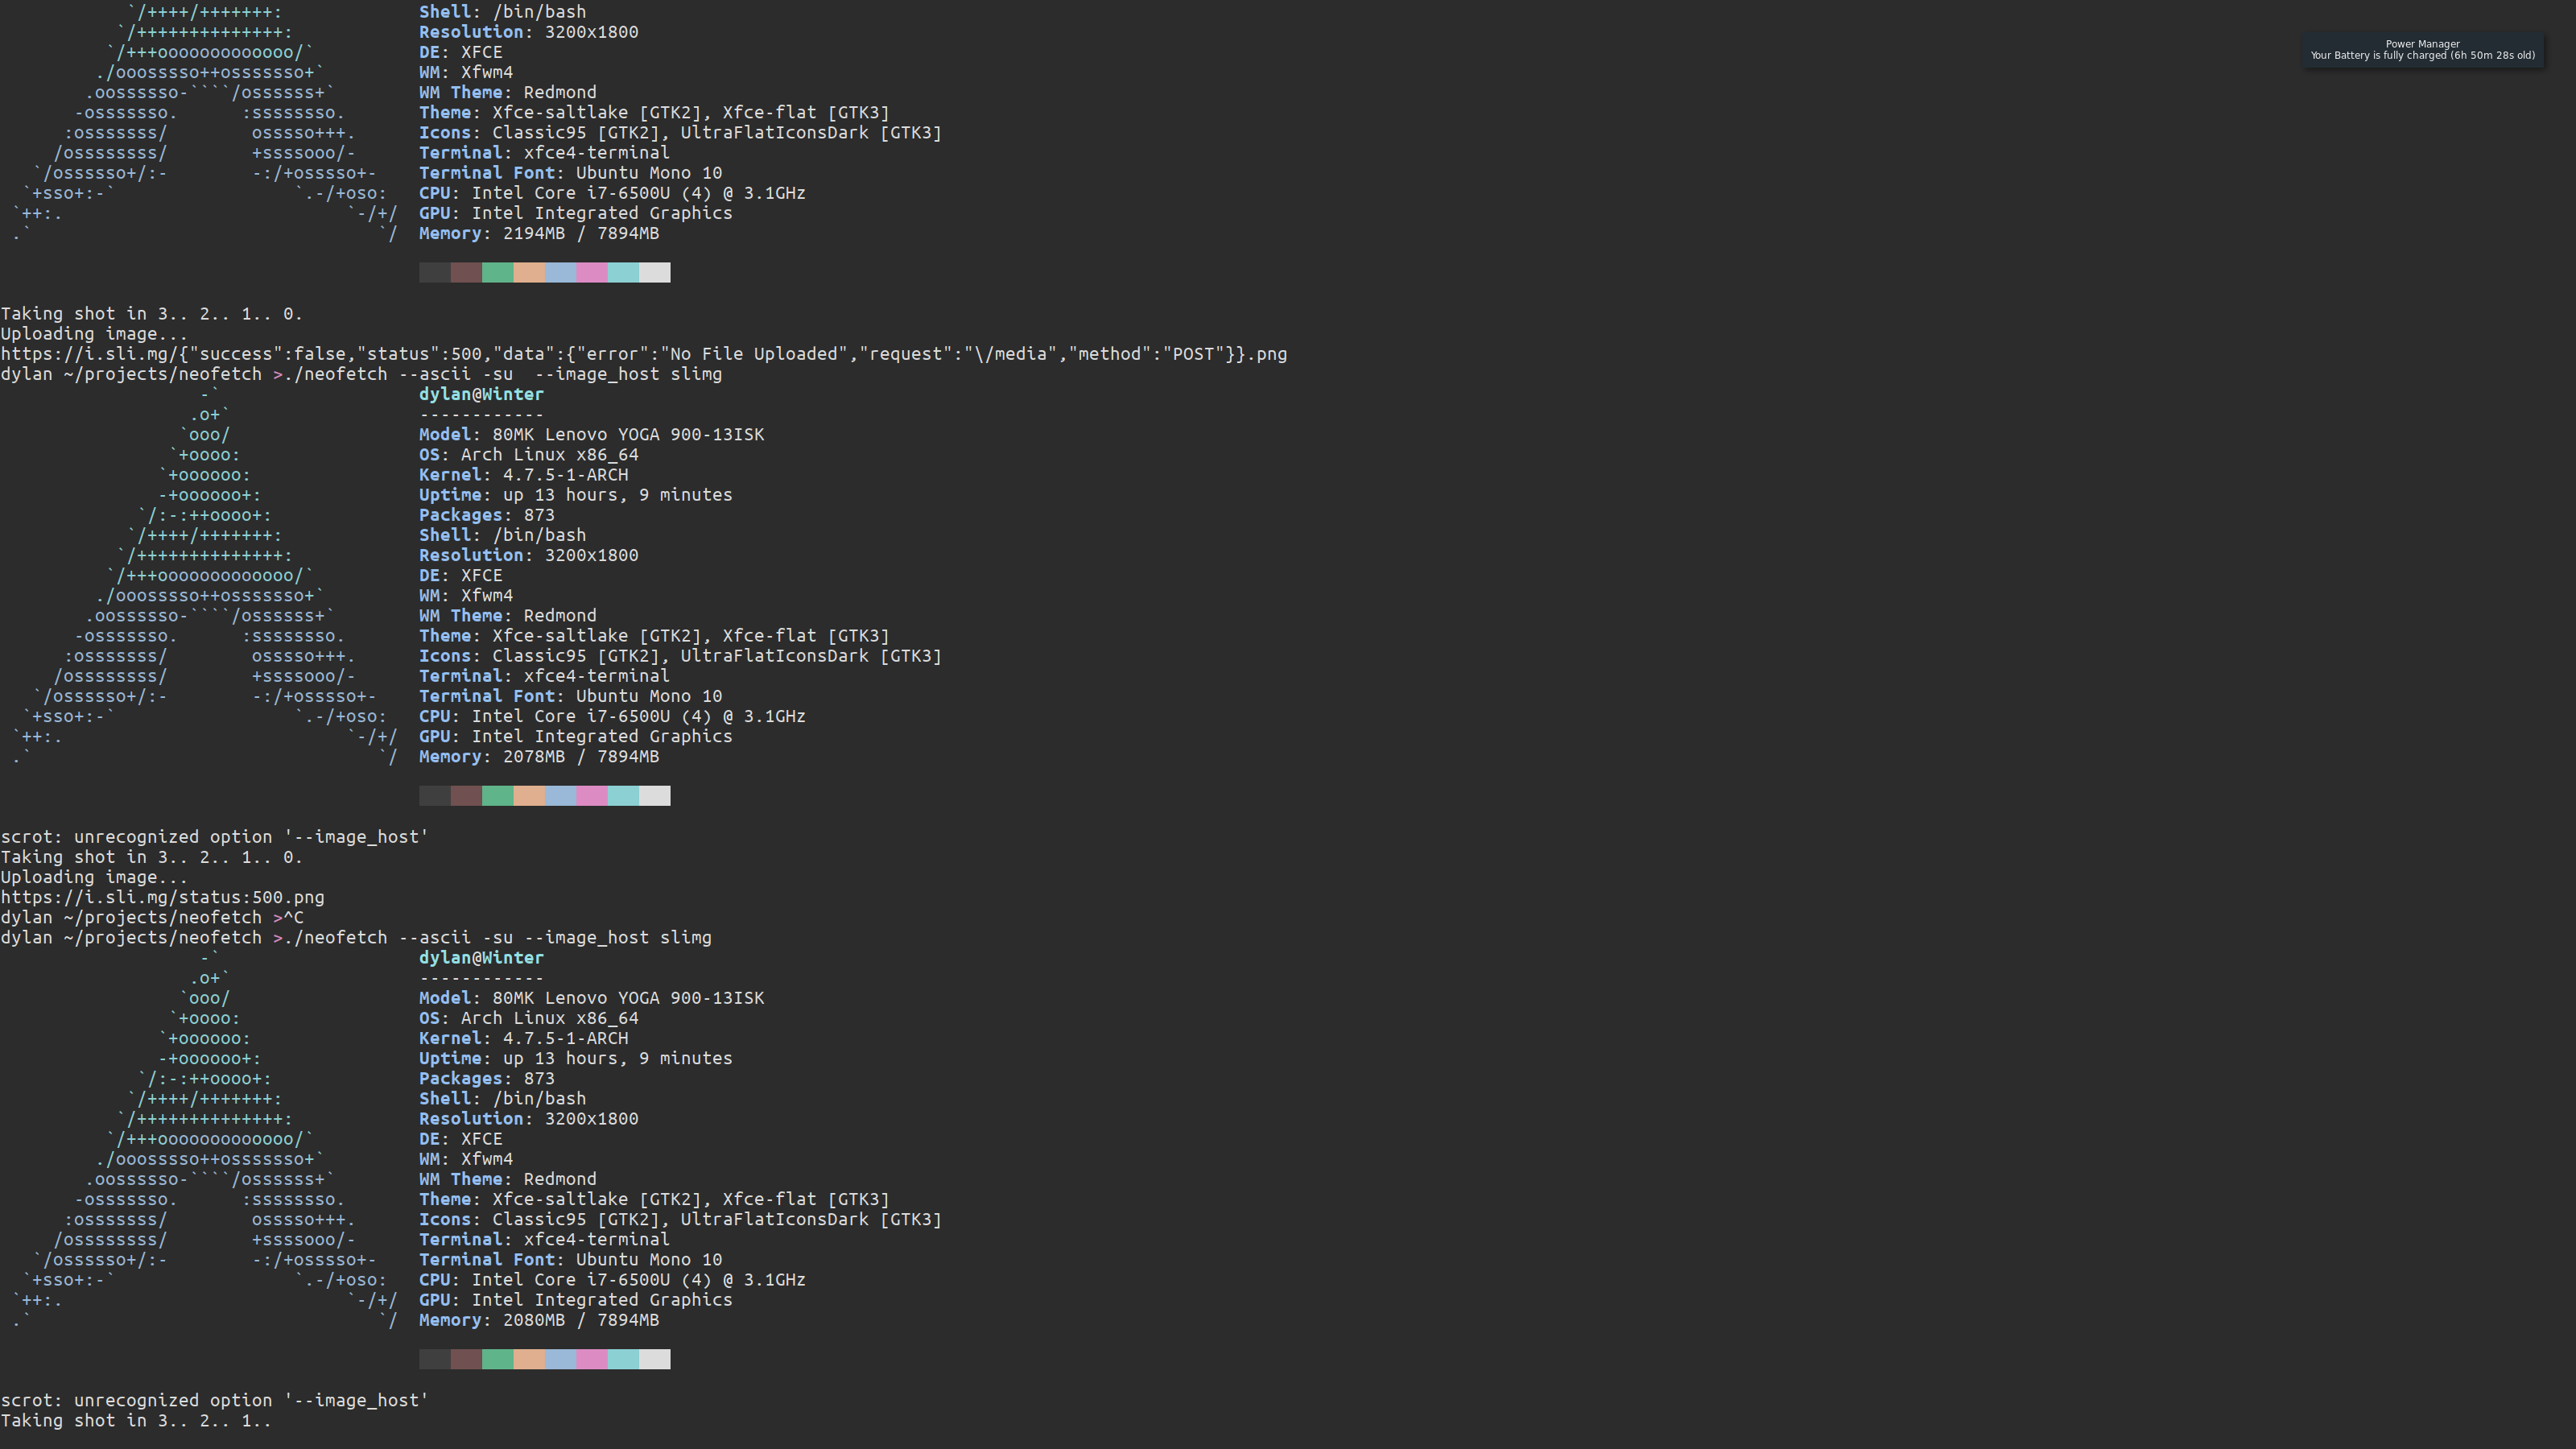 `/++++/+++++++:             Shell: /bin/bash
        `/++++++++++++++:            Resolution: 3200x1800
       `/+++ooooooooooooo/`          DE: XFCE
      ./ooosssso++osssssso+`         WM: Xfwm4
     .oossssso-````/ossssss+`        WM Theme: Redmond
    -osssssso.      :ssssssso.       Theme: Xfce-saltlake [GTK2], Xfce-flat [GTK3]
   :osssssss/        osssso+++.      Icons: Classic95 [GTK2], UltraFlatIconsDark [GTK3]
  /ossssssss/        +ssssooo/-      Terminal: xfce4-terminal
`/ossssso+/:-        -:/+osssso+-    Terminal Font: Ubuntu Mono 10
`+sso+:-`                 `.-/+oso:  CPU: Intel Core i7-6500U (4) @ 3.1GHz
`++:.                           `-/+/ GPU: Intel Integrated Graphics
.`                                 `/ Memory: 2194MB / 7894MB
Power Manager
Your Battery is fully charged (6h 50m 28s old)
Taking shot in 3.. 2.. 1.. 0.
Uploading image...
https://i.sli.mg/{"success":false,"status":500,"data":{"error":"No File Uploaded","request":"\/media","method":"POST"}}.png
dylan ~/projects/neofetch >./neofetch --ascii -su  --image_host slimg
                -`                   dylan@Winter
               .o+`                  ------------
              `ooo/                  Model: 80MK Lenovo YOGA 900-13ISK
             `+oooo:                 OS: Arch Linux x86_64
            `+oooooo:                Kernel: 4.7.5-1-ARCH
            -+oooooo+:               Uptime: up 13 hours, 9 minutes
          `/:-:++oooo+:              Packages: 873
         `/++++/+++++++:             Shell: /bin/bash
        `/++++++++++++++:            Resolution: 3200x1800
       `/+++ooooooooooooo/`          DE: XFCE
      ./ooosssso++osssssso+`         WM: Xfwm4
     .oossssso-````/ossssss+`        WM Theme: Redmond
    -osssssso.      :ssssssso.       Theme: Xfce-saltlake [GTK2], Xfce-flat [GTK3]
   :osssssss/        osssso+++.      Icons: Classic95 [GTK2], UltraFlatIconsDark [GTK3]
  /ossssssss/        +ssssooo/-      Terminal: xfce4-terminal
`/ossssso+/:-        -:/+osssso+-    Terminal Font: Ubuntu Mono 10
`+sso+:-`                 `.-/+oso:  CPU: Intel Core i7-6500U (4) @ 3.1GHz
`++:.                           `-/+/ GPU: Intel Integrated Graphics
.`                                 `/ Memory: 2078MB / 7894MB
scrot: unrecognized option '--image_host'
Taking shot in 3.. 2.. 1.. 0.
Uploading image...
https://i.sli.mg/status:500.png
dylan ~/projects/neofetch >^C
dylan ~/projects/neofetch >./neofetch --ascii -su --image_host slimg
                -`                   dylan@Winter
               .o+`                  ------------
              `ooo/                  Model: 80MK Lenovo YOGA 900-13ISK
             `+oooo:                 OS: Arch Linux x86_64
            `+oooooo:                Kernel: 4.7.5-1-ARCH
            -+oooooo+:               Uptime: up 13 hours, 9 minutes
          `/:-:++oooo+:              Packages: 873
         `/++++/+++++++:             Shell: /bin/bash
        `/++++++++++++++:            Resolution: 3200x1800
       `/+++ooooooooooooo/`          DE: XFCE
      ./ooosssso++osssssso+`         WM: Xfwm4
     .oossssso-````/ossssss+`        WM Theme: Redmond
    -osssssso.      :ssssssso.       Theme: Xfce-saltlake [GTK2], Xfce-flat [GTK3]
   :osssssss/        osssso+++.      Icons: Classic95 [GTK2], UltraFlatIconsDark [GTK3]
  /ossssssss/        +ssssooo/-      Terminal: xfce4-terminal
`/ossssso+/:-        -:/+osssso+-    Terminal Font: Ubuntu Mono 10
`+sso+:-`                 `.-/+oso:  CPU: Intel Core i7-6500U (4) @ 3.1GHz
`++:.                           `-/+/ GPU: Intel Integrated Graphics
.`                                 `/ Memory: 2080MB / 7894MB
scrot: unrecognized option '--image_host'
Taking shot in 3.. 2.. 1..